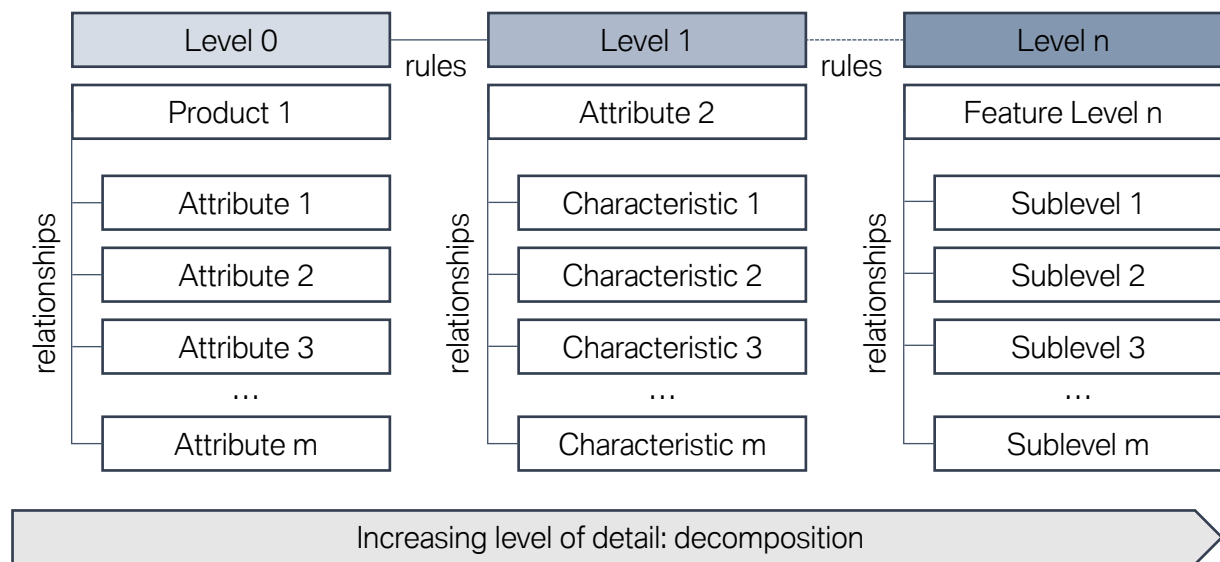 Level 0
rules
Level 1
rules
Level n
Product 1
Attribute 2
Feature Level n
relationships
Attribute 1
Attribute 2
Attribute 3
...
Attribute m
relationships
Characteristic 1
Characteristic 2
Characteristic 3
...
Characteristic m
relationships
Sublevel 1
Sublevel 2
Sublevel 3
...
Sublevel m
Increasing level of detail: decomposition